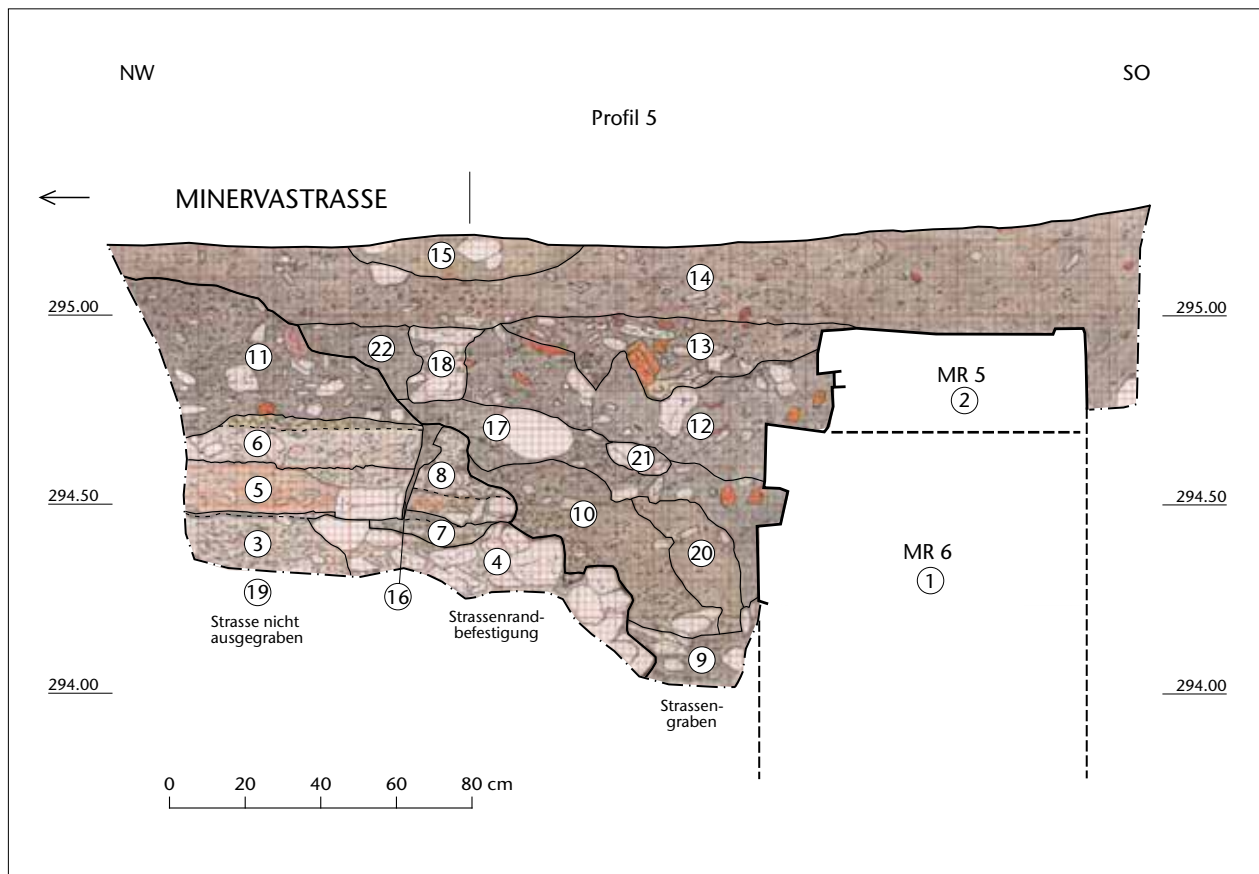 NW
SO
Profil 5
MINERVASTRASSE
15
14
295.00
295.00
13
22
11
18
MR 5
2
17
12
6
21
8
5
294.50
294.50
10
7
3
20
4
MR 6
1
19
16
Strasse nicht
ausgegraben
Strassenrand-
befestigung
9
294.00
294.00
Strassen-
graben
0 20 40 60 80 cm